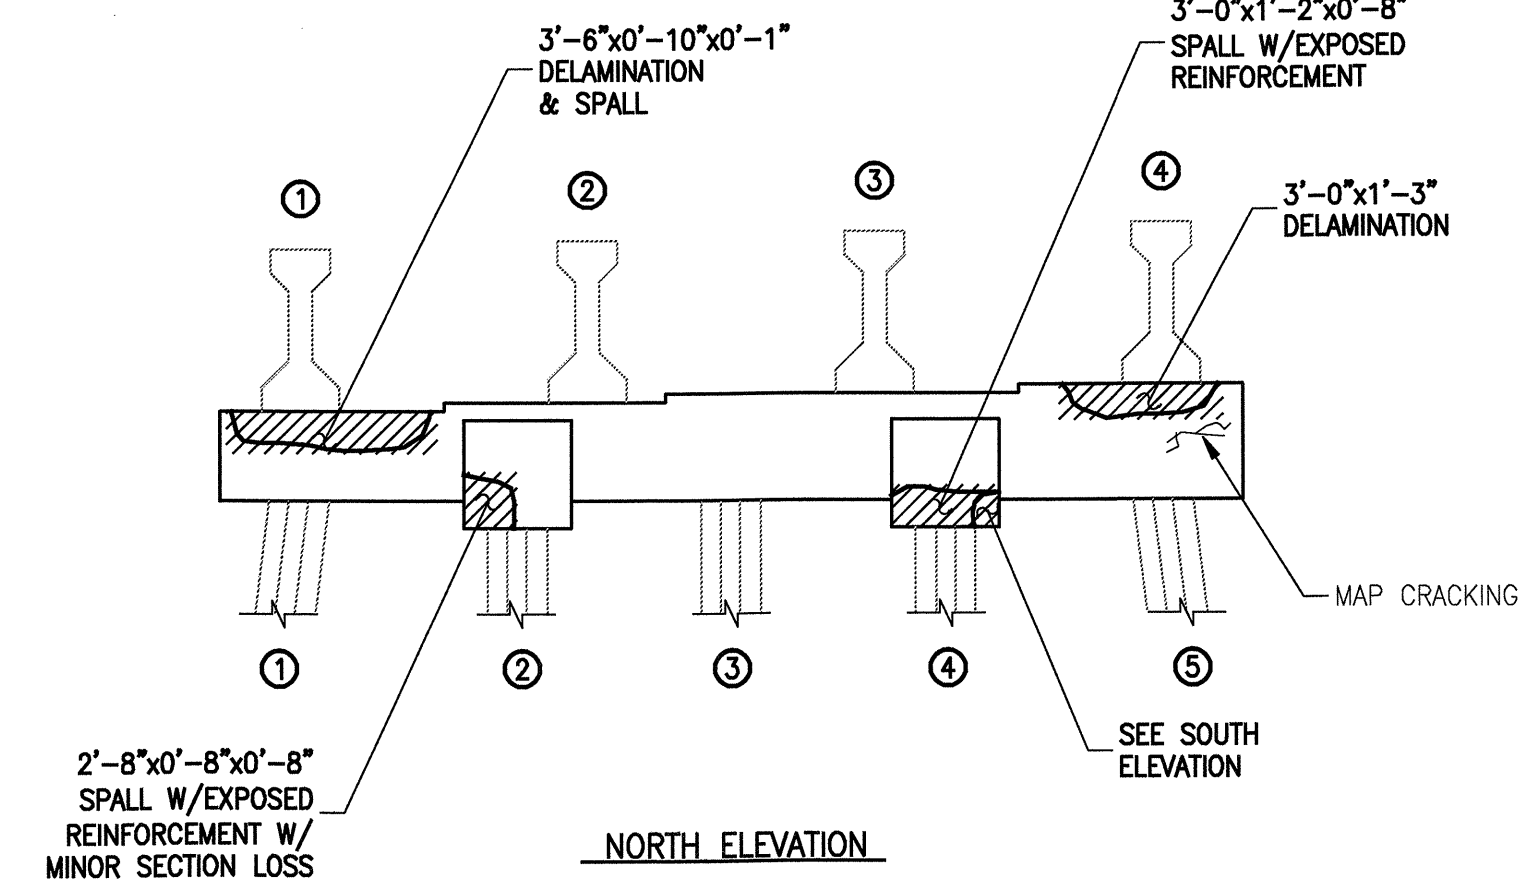 3'-0"x1'-2"x0'-8"
SPALL W/EXPOSED
REINFORCEMENT
3'-6"x0'-10"x0'-1"
DELAMINATION
& SPALL
1
2
3
4
3'-0"x1'-3"
DELAMINATION
MAP CRACKING
1
2
3
4
5
SEE SOUTH
ELEVATION
2'-8"x0'-8"x0'-8"
SPALL W/EXPOSED
REINFORCEMENT W/
MINOR SECTION LOSS
NORTH ELEVATION